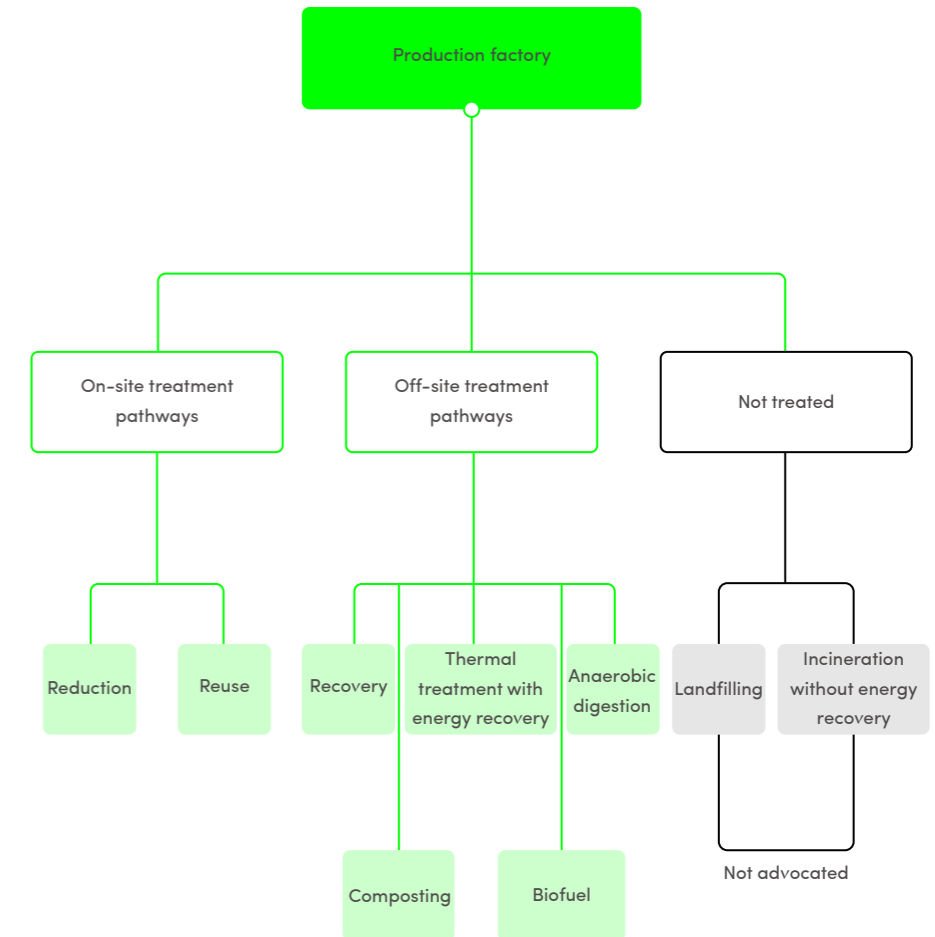 Production factory
On-site treatment
pathways
Off-site treatment
pathways
Not treated
Reduction
Reuse
Recovery
Thermal
treatment with
energy recovery
Anaerobic
digestion
Landfilling
Incineration
without energy
recovery
Composting
Biofuel
Not advocated